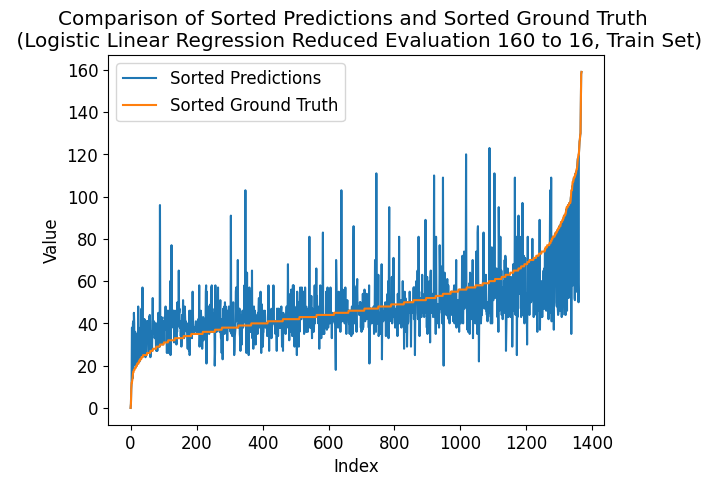 Comparison of Sorted Predictions and Sorted Ground Truth
(Logistic Linear Regression Reduced Evaluation 160 to 16, Train Set)
Sorted Predictions
Sorted Ground Truth
160
140
120
100
80
60
40
20
0
Value
0 200 400 600 800 1000 1200 1400
Index